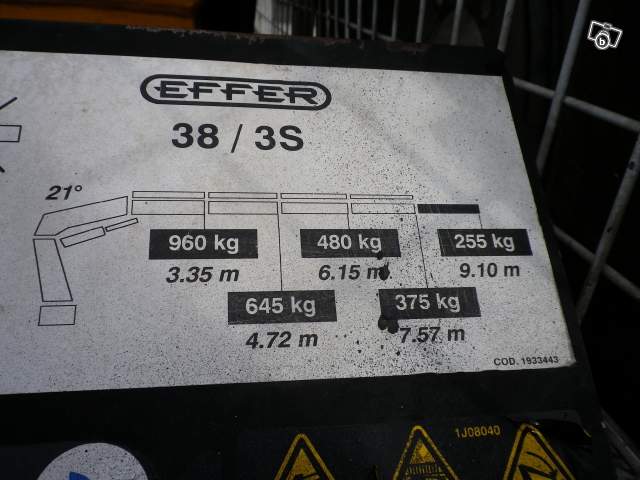 EFFER
38 / 3S
21°
960 kg 480 kg 255 kg
3.35 m 6.15 m 9.10 m
645 kg 375 kg
4.72 m 7.57 m
COD. 1933443
1J08040